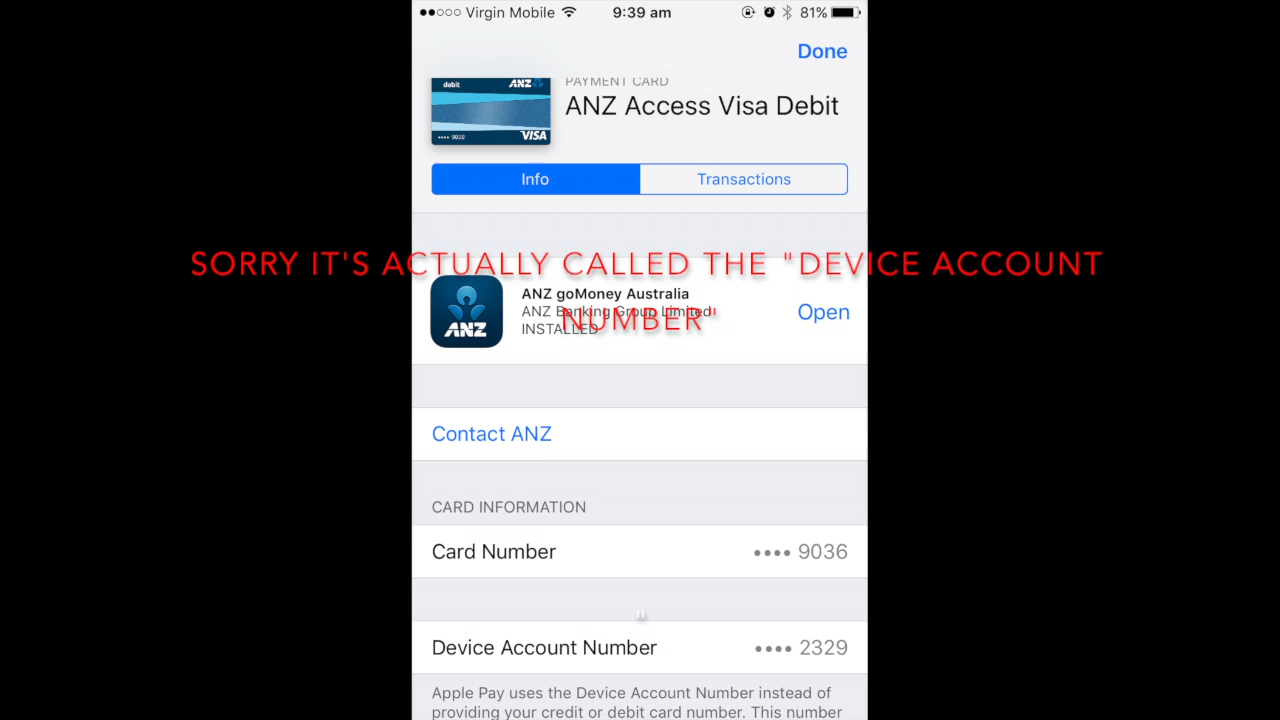 Virgin Mobile 9:39 am 81%
Done
debit ANZ
PAYMENT CARD
ANZ Access Visa Debit
•••• 9036 VISA
Info Transactions
SORRY IT'S ACTUALLY CALLED THE "DEVICE ACCOUNT
NUMBER"
ANZ goMoney Australia
ANZ Banking Group Limited
INSTALLED
ANZ
Open
Contact ANZ
CARD INFORMATION
Card Number •••• 9036
"
Device Account Number •••• 2329
Apple Pay uses the Device Account Number instead of
providing your credit or debit card number. This number